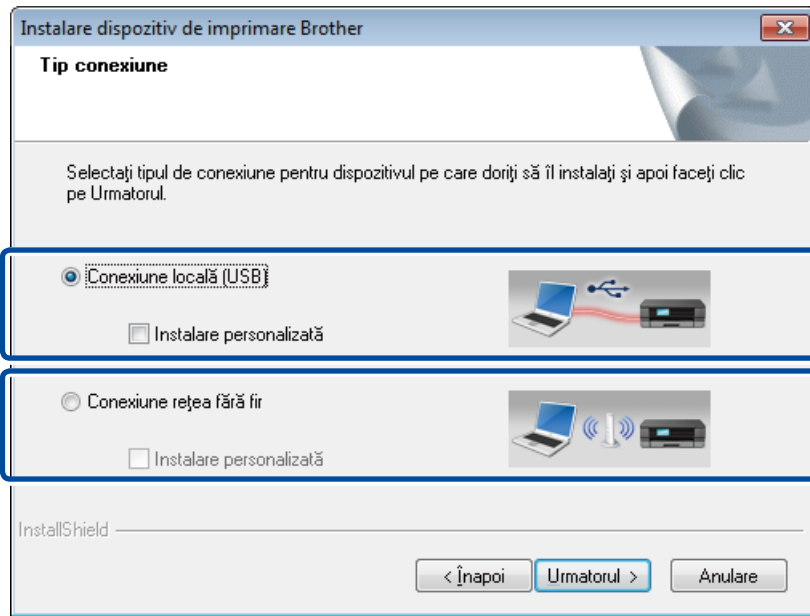 Instalare dispozitiv de imprimare Brother
Tip conexiune
Selectaţi tipul de conexiune pentru dispozitivul pe care doriţi să îl instalaţi şi apoi faceţi clic
pe Urmatorul.
Conexiune locală (USB)
Instalare personalizată
Conexiune reţea fără fir
Instalare personalizată
InstallShield
< Înapoi
Urmatorul >
Anulare